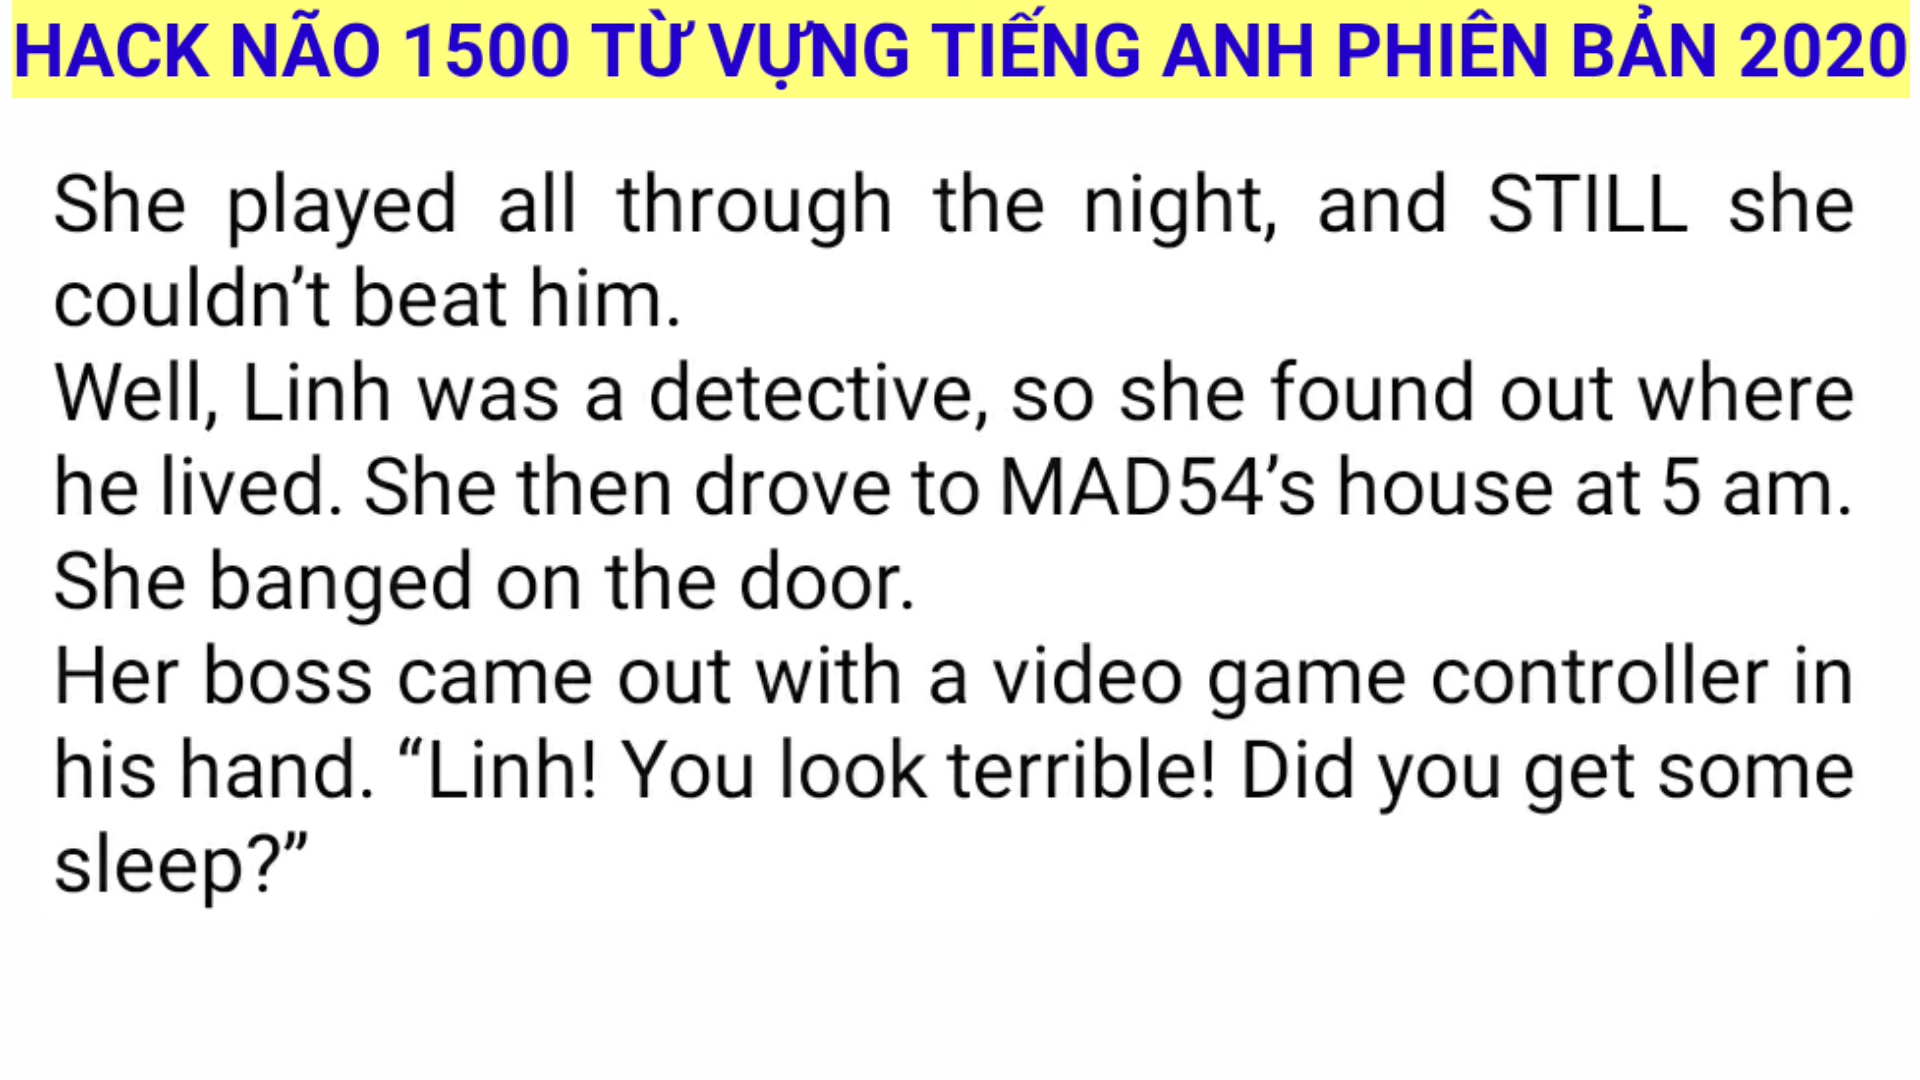 HACK NÃO 1500 TỪ VỰNG TIẾNG ANH PHIÊN BẢN 2020
She played all through the night, and STILL she
couldn’t beat him.
Well, Linh was a detective, so she found out where
he lived. She then drove to MAD54’s house at 5 am.
She banged on the door.
Her boss came out with a video game controller in
his hand. “Linh! You look terrible! Did you get some
sleep?”